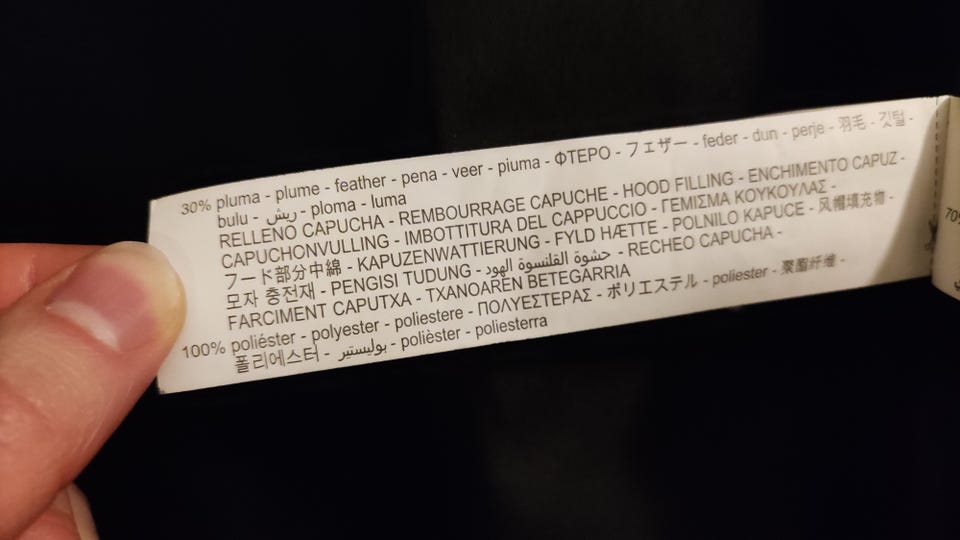 30% pluma - plume - feather - pena - veer - piuma - ΦΤΕΡΟ - フェザー - feder - dun - perje - 羽毛 - 깃털 -
bulu - ريش - ploma - luma
RELLENO CAPUCHA - REMBOURRAGE CAPUCHE - HOOD FILLING - ENCHIMENTO CAPUZ -
CAPUCHONVULLING - IMBOTTITURA DEL CAPPUCCIO - ΓΕΜΙΣΜΑ ΚΟΥΚΟΥΛΑΣ -
フード部分中綿 - KAPUZENWATTIERUNG - FYLD HÆTTE - POLNILO KAPUCE - 风帽填充物 -
모자 충전재 - PENGISI TUDUNG - حشوة القلنسوة الهود - RECHEO CAPUCHA -
FARCIMENT CAPUTXA - TXANOAREN BETEGARRIA
100% poliéster - polyester - poliestere - ΠΟΛΥΕΣΤΕΡΑΣ - ポリエステル - poliester - 聚酯纤维 -
폴리에스터 - بوليستير - polièster - poliesterra